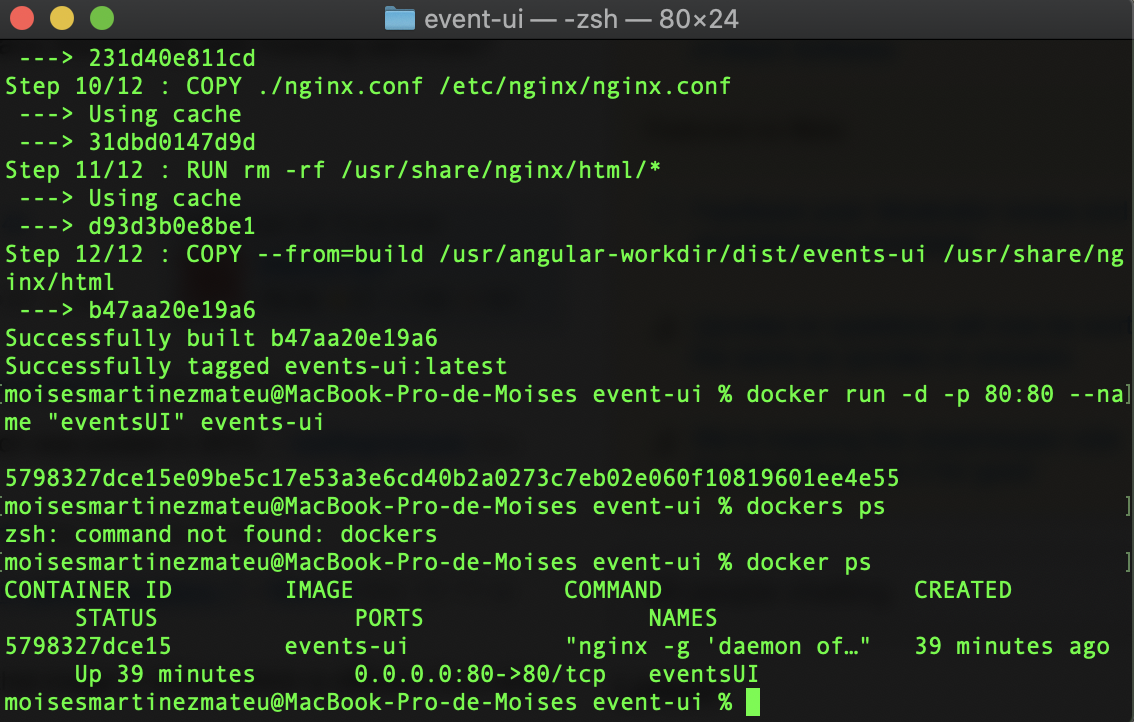 event-ui — -zsh — 80×24
---> 231d40e811cd
Step 10/12 : COPY ./nginx.conf /etc/nginx/nginx.conf
---> Using cache
---> 31dbd0147d9d
Step 11/12 : RUN rm -rf /usr/share/nginx/html/*
---> Using cache
---> d93d3b0e8be1
Step 12/12 : COPY --from=build /usr/angular-workdir/dist/events-ui /usr/share/ng
inx/html
---> b47aa20e19a6
Successfully built b47aa20e19a6
Successfully tagged events-ui:latest
[moisesmartinezmateu@MacBook-Pro-de-Moises event-ui % docker run -d -p 80:80 --na]
me "eventsUI" events-ui
5798327dce15e09be5c17e53a3e6cd40b2a0273c7eb02e060f10819601ee4e55
[moisesmartinezmateu@MacBook-Pro-de-Moises event-ui % dockers ps ]
zsh: command not found: dockers
[moisesmartinezmateu@MacBook-Pro-de-Moises event-ui % docker ps ]
CONTAINER ID        IMAGE               COMMAND                  CREATED
     STATUS              PORTS                NAMES
5798327dce15        events-ui           "nginx -g 'daemon of…"   39 minutes ago
     Up 39 minutes       0.0.0.0:80->80/tcp   eventsUI
moisesmartinezmateu@MacBook-Pro-de-Moises event-ui %